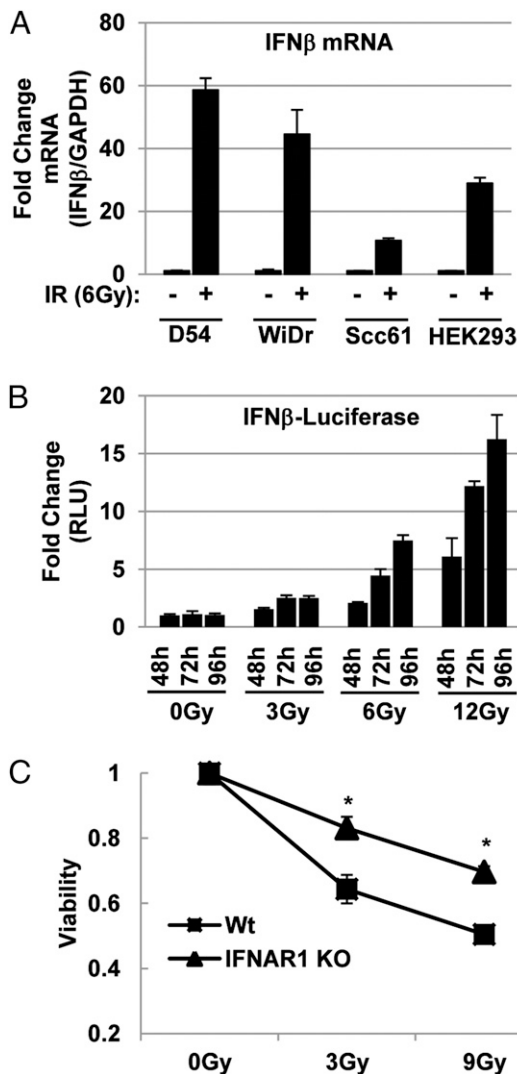 A
IFNβ mRNA
Fold Change
mRNA
(IFNβ/GAPDH)
80
60
40
20
0
IR (6Gy): - + - + - + - +
D54 WiDr Scc61 HEK293
B
IFNβ-Luciferase
Fold Change
(RLU)
20
15
10
5
0
48h 72h 96h 48h 72h 96h 48h 72h 96h 48h 72h 96h
0Gy 3Gy 6Gy 12Gy
C
Viability
1
0.8
0.6
0.4
0.2
* *
Wt
IFNAR1 KO
0Gy 3Gy 9Gy